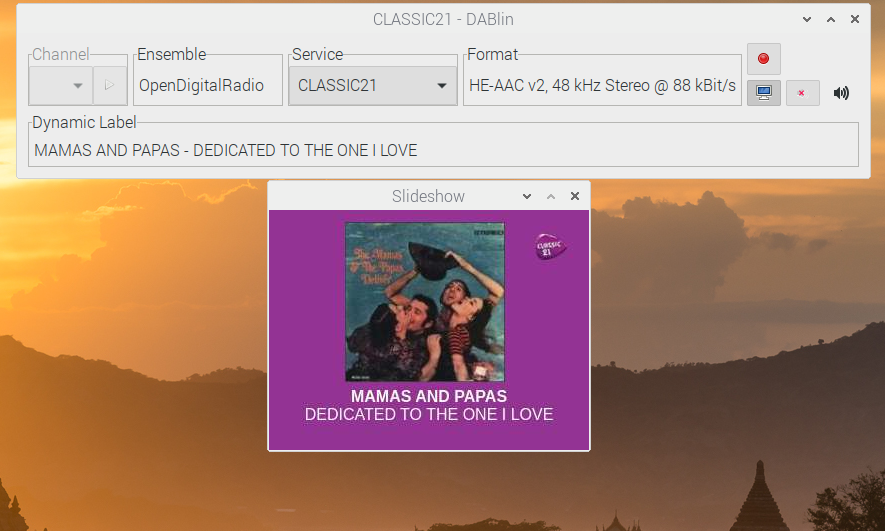 CLASSIC21 - DABlin
Channel
Ensemble
Service
Format
OpenDigitalRadio
CLASSIC21
HE-AAC v2, 48 kHz Stereo @ 88 kBit/s
Dynamic Label
MAMAS AND PAPAS - DEDICATED TO THE ONE I LOVE
Slideshow
The Mamas
& The Papas
Deliver
CLASSIC
21
MAMAS AND PAPAS
DEDICATED TO THE ONE I LOVE